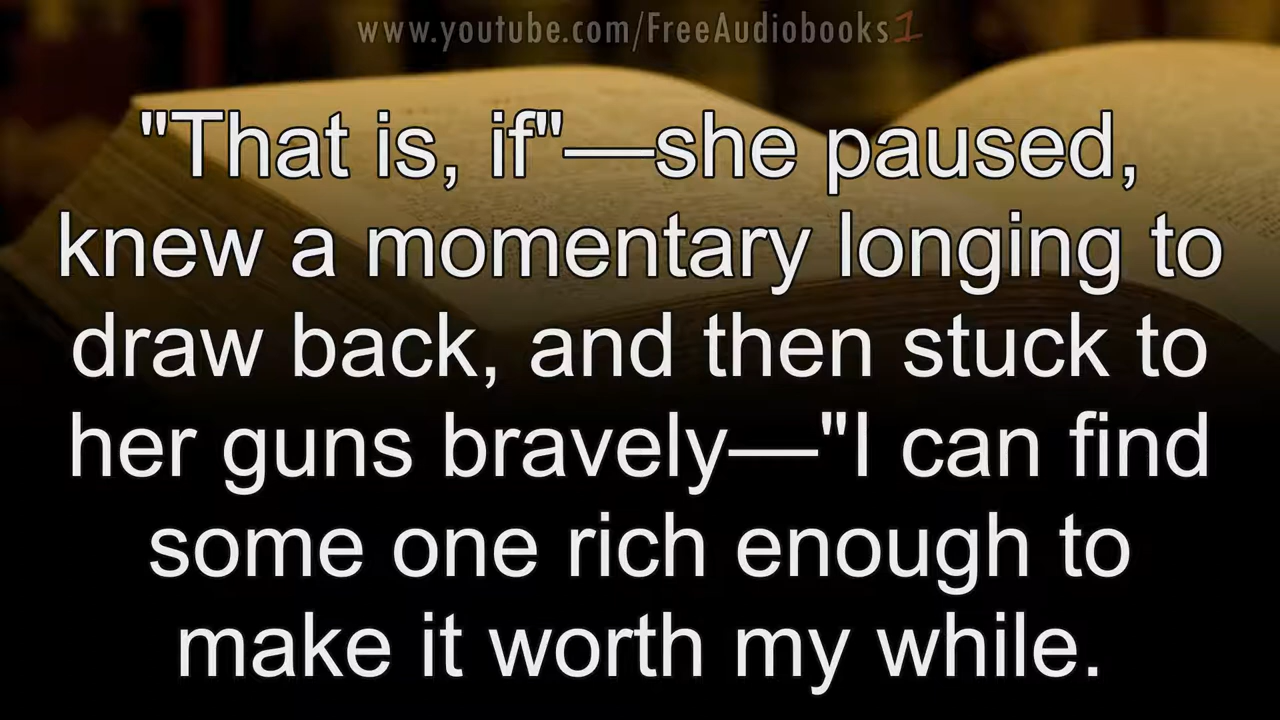 www.youtube.com/FreeAudiobooks1
"That is, if"—she paused,
knew a momentary longing to
draw back, and then stuck to
her guns bravely—"I can find
some one rich enough to
make it worth my while.